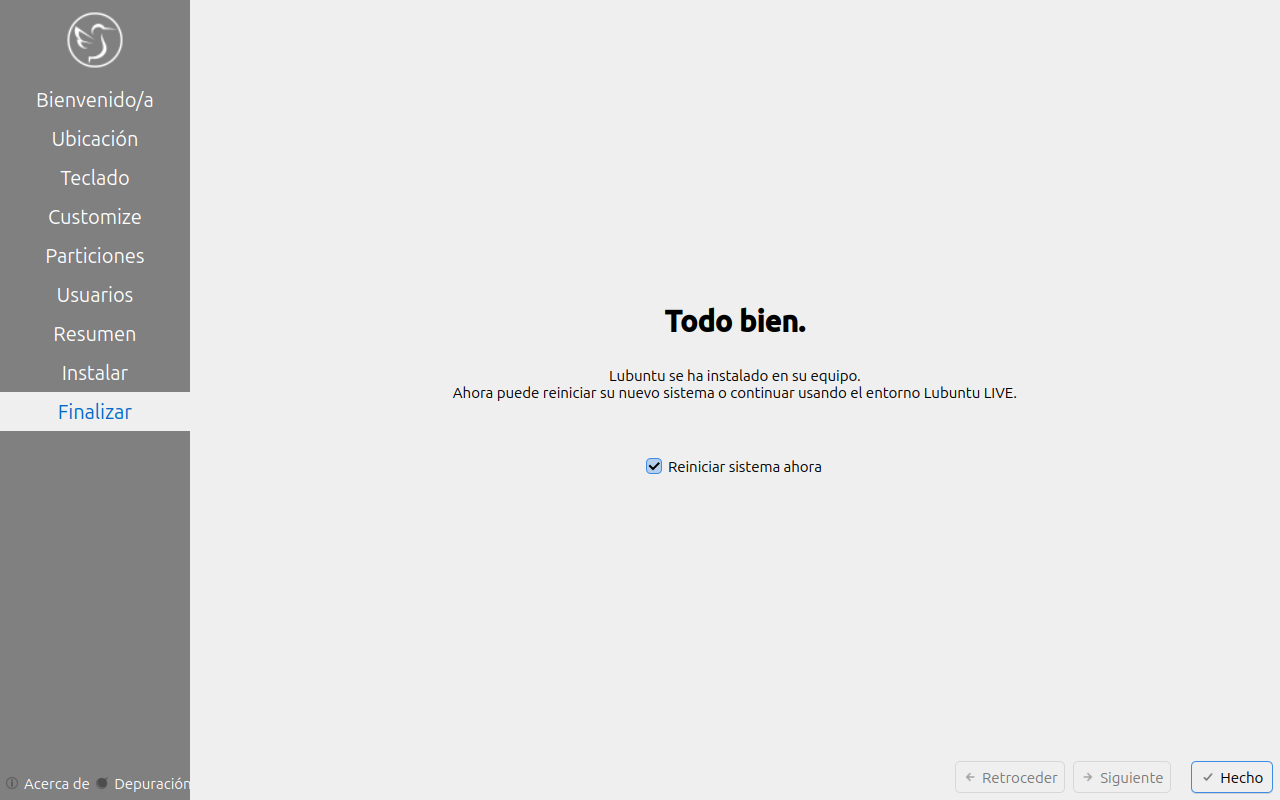 Bienvenido/a
Ubicación
Teclado
Customize
Particiones
Usuarios
Resumen
Instalar
Finalizar
Todo bien.
Lubuntu se ha instalado en su equipo.
Ahora puede reiniciar su nuevo sistema o continuar usando el entorno Lubuntu LIVE.
Reiniciar sistema ahora
Acerca de Depuración
Retroceder Siguiente Hecho